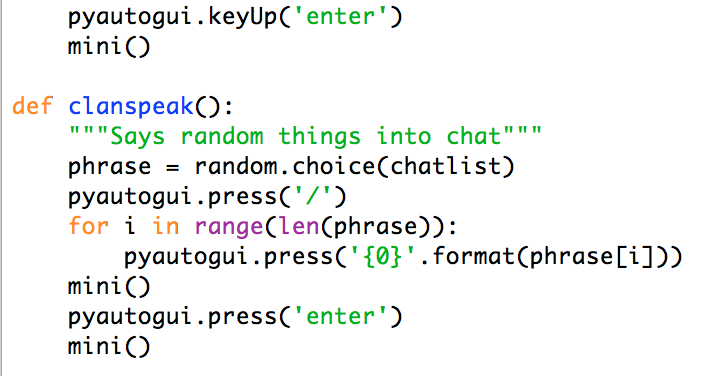 pyautogui.keyUp('enter')
mini()
def clanspeak():
"""Says random things into chat"""
phrase = random.choice(chatlist)
pyautogui.press('/')
for i in range(len(phrase)):
pyautogui.press('{0}'.format(phrase[i]))
mini()
pyautogui.press('enter')
mini()